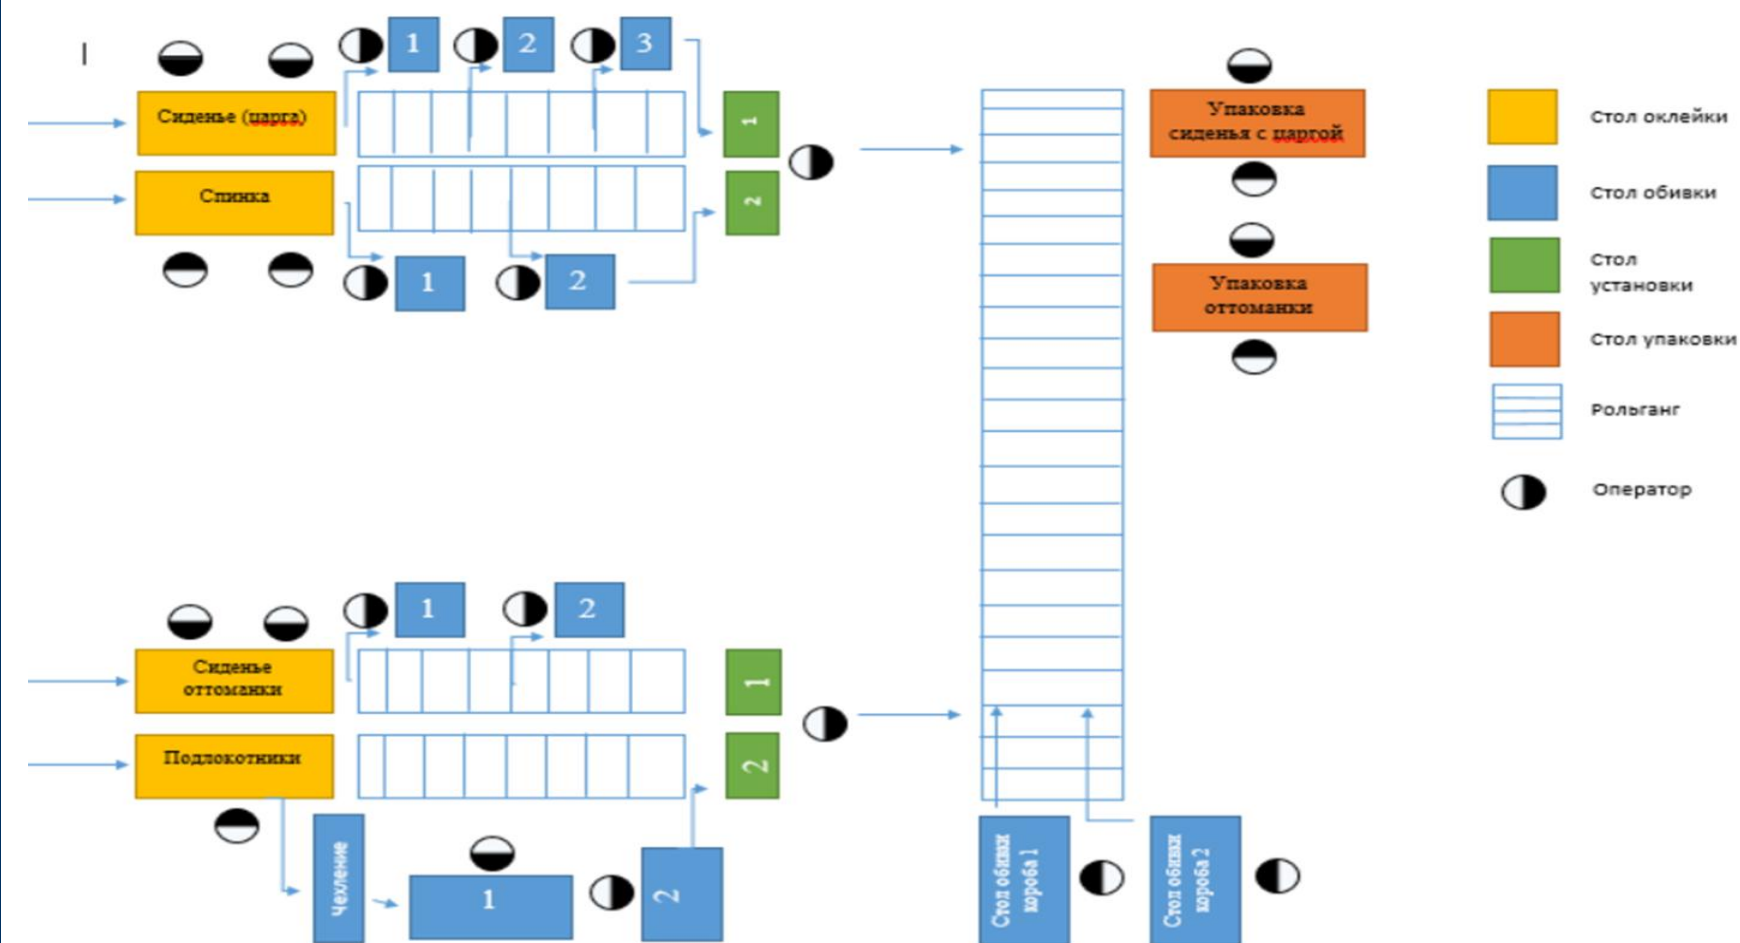 1
2
3
Сиденье (царга)
1
Спинка
2
1
2
Упаковка
сиденья с царгой
Упаковка
оттоманки
Стол оклейки
Стол обивки
Стол
установки
Стол упаковки
Рольганг
Оператор
1
2
Сиденье
оттоманки
1
Подлокотники
2
Чехление
1
2
Стол обивки
короба 1
Стол обивки
короба 2